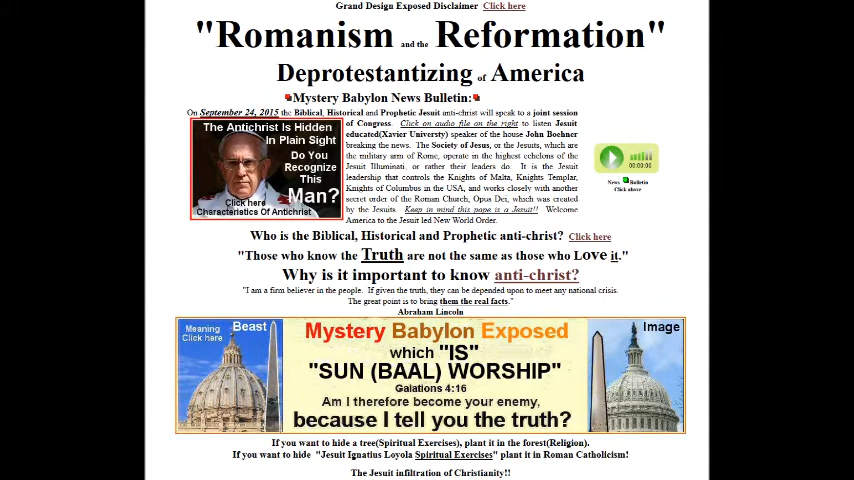 Grand Design Exposed Disclaimer Click here
"Romanism and the Reformation"
Deprotestantizing of America
Mystery Babylon News Bulletin:
On September 24, 2015 the Biblical, Historical and Prophetic Jesuit anti-christ will speak to a joint session
of Congress. Click on audio file on the right to listen Jesuit
educated(Xavier Universty) speaker of the house John Boehner
breaking the news. The Society of Jesus, or the Jesuits, which are
the military arm of Rome, operate in the highest echelons of the
Jesuit Illuminati, or rather their leaders do. It is the Jesuit
leadership that controls the Knights of Malta, Knights Templar,
Knights of Columbus in the USA, and works closely with another
secret order of the Roman Church, Opus Dei, which was created
by the Jesuits. Keep in mind this pope is a Jesuit!! Welcome
America to the Jesuit led New World Order.
The Antichrist Is Hidden
In Plain Sight
Do You
Recognize
This
Man?
Click here
Characteristics Of Antichrist
00:00:00
News Bulletin
Click above
Who is the Biblical, Historical and Prophetic anti-christ? Click here
"Those who know the Truth are not the same as those who Love it."
Why is it important to know anti-christ?
"I am a firm believer in the people. If given the truth, they can be depended upon to meet any national crisis.
The great point is to bring them the real facts."
Abraham Lincoln
Meaning
Click here
Beast
Mystery Babylon Exposed
which "IS"
"SUN (BAAL) WORSHIP"
Galations 4:16
Am I therefore become your enemy,
because I tell you the truth?
Image
If you want to hide a tree(Spiritual Exercises), plant it in the forest(Religion).
If you want to hide "Jesuit Ignatius Loyola Spiritual Exercises" plant it in Roman Catholicism!
The Jesuit infiltration of Christianity!!